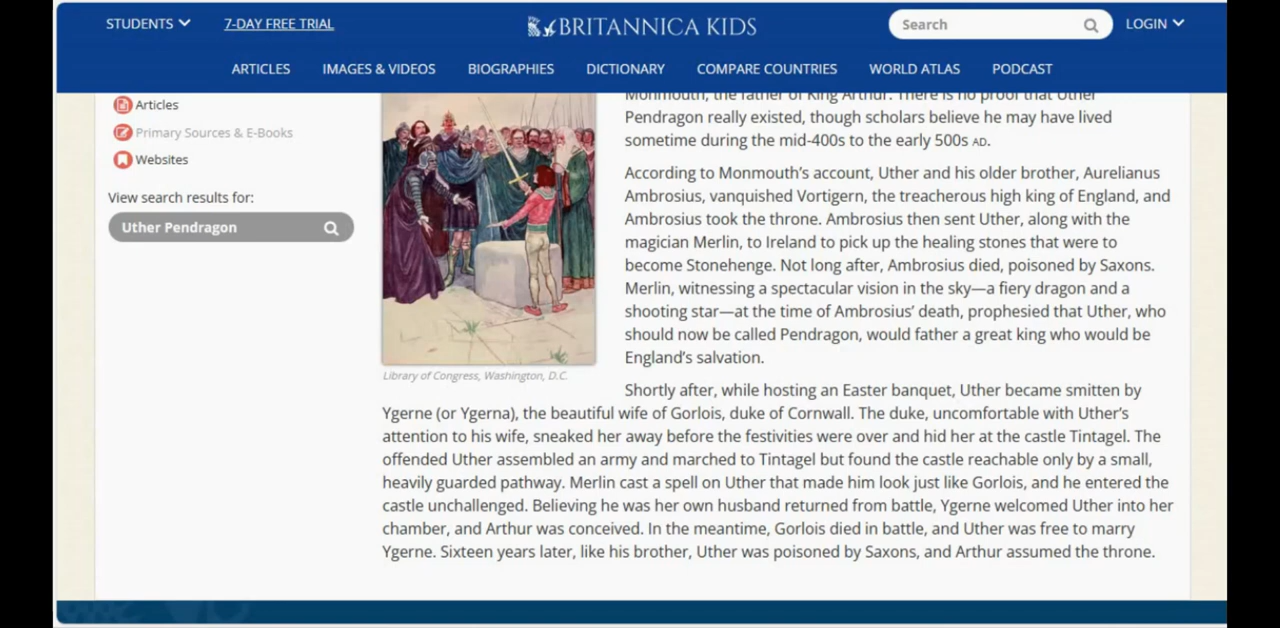 STUDENTS
7-DAY FREE TRIAL
BRITANNICA KIDS
Search
LOGIN
ARTICLES
IMAGES & VIDEOS
BIOGRAPHIES
DICTIONARY
COMPARE COUNTRIES
WORLD ATLAS
PODCAST
Articles
Primary Sources & E-Books
Websites
View search results for:
Uther Pendragon
Library of Congress, Washington, D.C.
Monmouth, the father of King Arthur. There is no proof that Uther
Pendragon really existed, though scholars believe he may have lived
sometime during the mid-400s to the early 500s AD.
According to Monmouth's account, Uther and his older brother, Aurelianus
Ambrosius, vanquished Vortigern, the treacherous high king of England, and
Ambrosius took the throne. Ambrosius then sent Uther, along with the
magician Merlin, to Ireland to pick up the healing stones that were to
become Stonehenge. Not long after, Ambrosius died, poisoned by Saxons.
Merlin, witnessing a spectacular vision in the sky—a fiery dragon and a
shooting star—at the time of Ambrosius' death, prophesied that Uther, who
should now be called Pendragon, would father a great king who would be
England's salvation.
Shortly after, while hosting an Easter banquet, Uther became smitten by
Ygerne (or Ygerna), the beautiful wife of Gorlois, duke of Cornwall. The duke, uncomfortable with Uther's
attention to his wife, sneaked her away before the festivities were over and hid her at the castle Tintagel. The
offended Uther assembled an army and marched to Tintagel but found the castle reachable only by a small,
heavily guarded pathway. Merlin cast a spell on Uther that made him look just like Gorlois, and he entered the
castle unchallenged. Believing he was her own husband returned from battle, Ygerne welcomed Uther into her
chamber, and Arthur was conceived. In the meantime, Gorlois died in battle, and Uther was free to marry
Ygerne. Sixteen years later, like his brother, Uther was poisoned by Saxons, and Arthur assumed the throne.